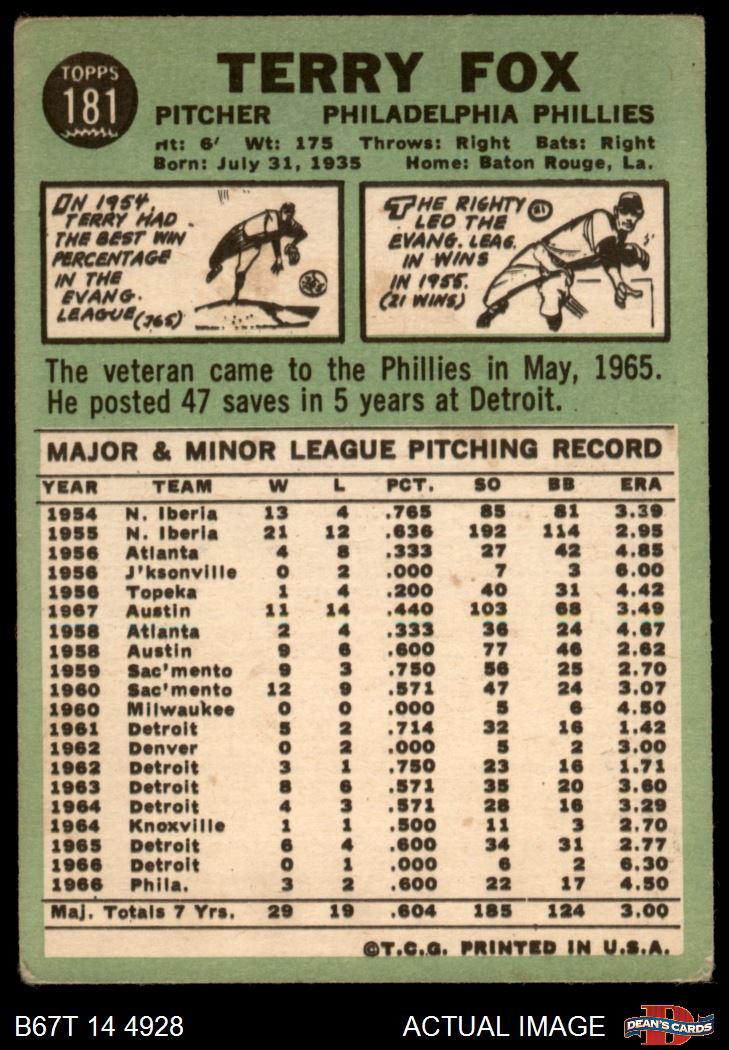 TOPPS
181
TERRY FOX
PITCHER PHILADELPHIA PHILLIES
Ht: 6' Wt: 175 Throws: Right Bats: Right
Born: July 31, 1935 Home: Baton Rouge, La.
IN 1954,
TERRY HAD
THE BEST WIN
PERCENTAGE
IN THE
EVANG.
LEAGUE (.765)
THE RIGHTY
LED THE
EVANG. LEAG.
IN WINS
IN 1955.
(21 WINS)
The veteran came to the Phillies in May, 1965.
He posted 47 saves in 5 years at Detroit.
MAJOR & MINOR LEAGUE PITCHING RECORD
YEAR TEAM W L PCT. SO BB ERA
1954 N. Iberia 13 4 .765 85 81 3.39
1955 N. Iberia 21 12 .636 192 114 2.95
1956 Atlanta 4 8 .333 27 42 4.85
1956 J'ksonville 0 2 .000 7 3 6.00
1956 Topeka 1 4 .200 40 31 4.42
1967 Austin 11 14 .440 103 68 3.49
1958 Atlanta 2 4 .333 36 24 4.67
1958 Austin 9 6 .600 77 46 2.62
1959 Sac'mento 9 3 .750 56 25 2.70
1960 Sac'mento 12 9 .571 47 24 3.07
1960 Milwaukee 0 0 .000 5 6 4.50
1961 Detroit 5 2 .714 32 16 1.42
1962 Denver 0 2 .000 5 2 3.00
1962 Detroit 3 1 .750 23 16 1.71
1963 Detroit 8 6 .571 35 20 3.60
1964 Detroit 4 3 .571 28 16 3.29
1964 Knoxville 1 1 .500 11 3 2.70
1965 Detroit 6 4 .600 34 31 2.77
1966 Detroit 0 1 .000 6 2 6.30
1966 Phila. 3 2 .600 22 17 4.50
Maj. Totals 7 Yrs. 29 19 .604 185 124 3.00
©T.C.G. PRINTED IN U.S.A.
B67T 14 4928 ACTUAL IMAGE
DEAN'S CARDS